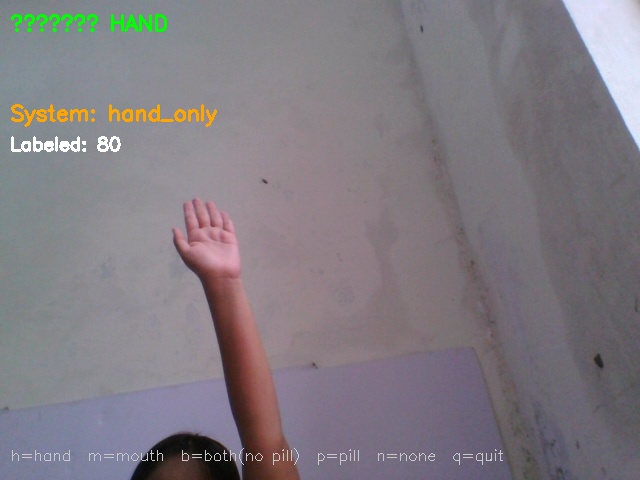 ??????? HAND
System: hand_only
Labeled: 80
h=hand m=mouth b=both(no pill) p=pill n=none q=quit